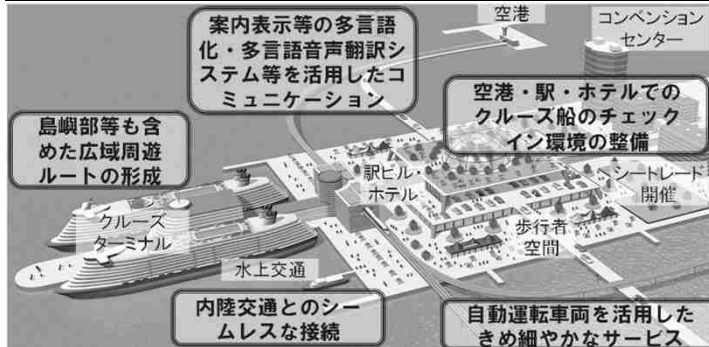 案内表示等の多言語
化・多言語音声翻訳シ
ステム等を活用したコ
ミュニケーション
空港
コンベンション
センター
空港・駅・ホテルでの
クルーズ船のチェック
イン環境の整備
島嶼部等も含
めた広域周遊
ルートの形成
駅ビル・
ホテル
シートレード
開催
クルーズ
ターミナル
歩行者
空間
水上交通
内陸交通とのシー
ムレスな接続
自動運転車両を活用した
きめ細やかなサービス